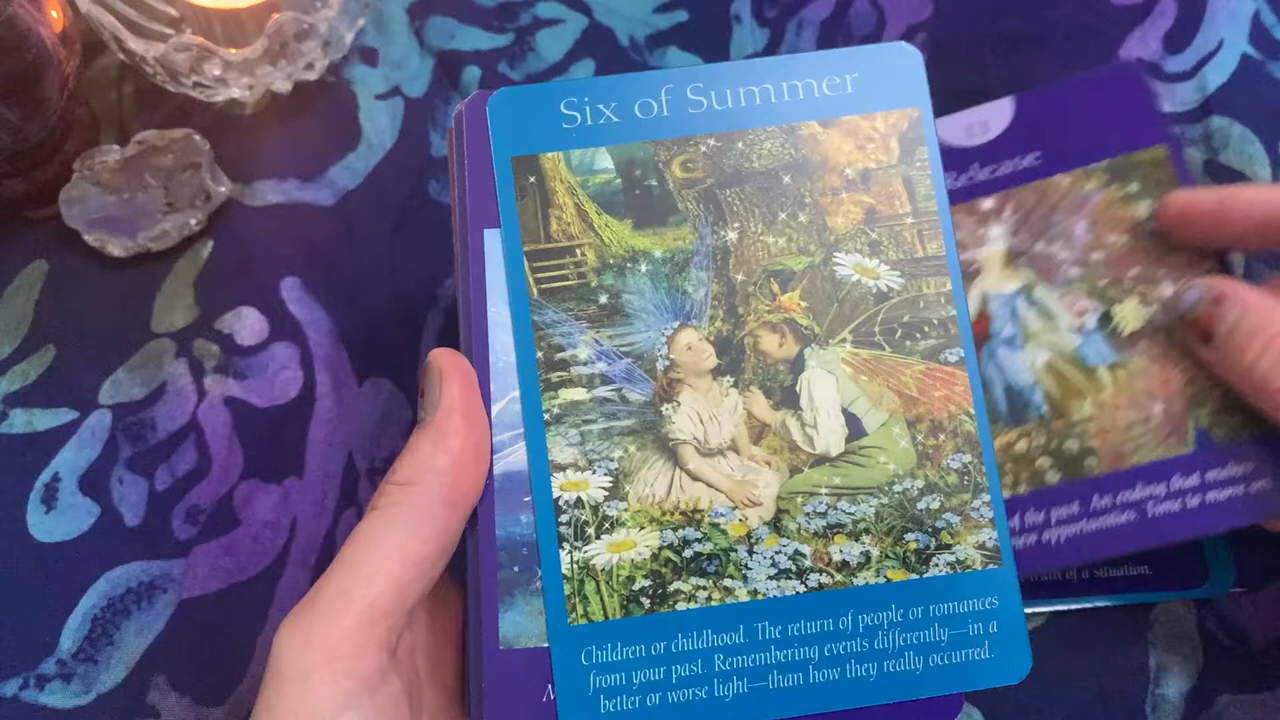 Six of Summer
Children or childhood. The return of people or romances
from your past. Remembering events differently—in a
better or worse light—than how they really occurred.
13
Release
the past. An ending that makes
new opportunities. Time to move on.
of a situation.
M